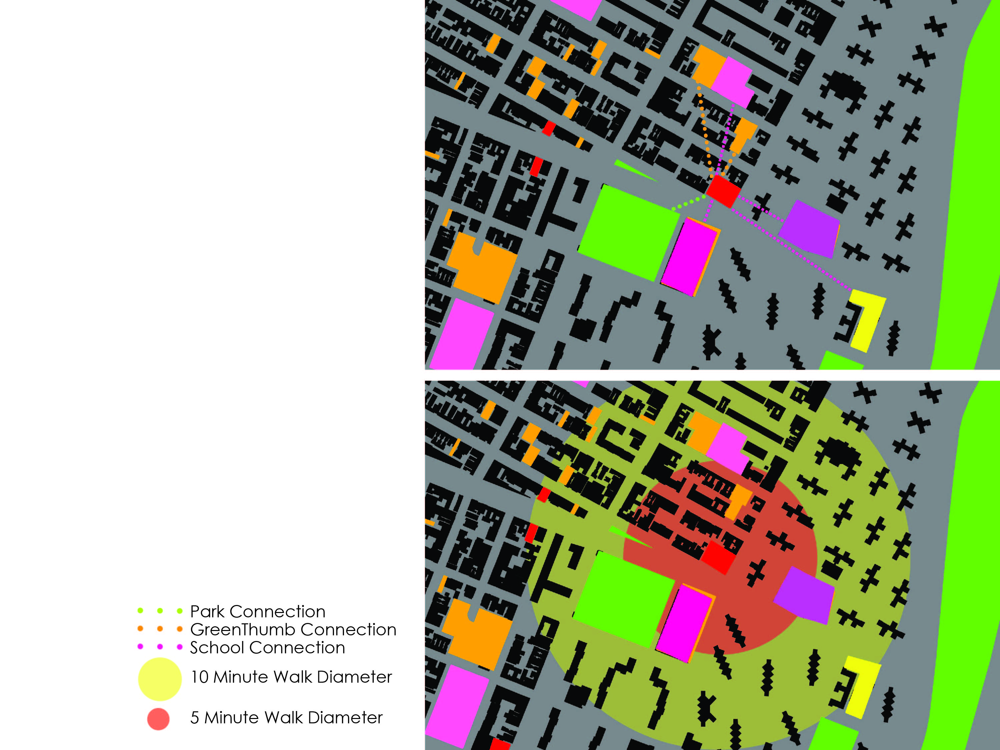 Park Connection
GreenThumb Connection
School Connection
10 Minute Walk Diameter
5 Minute Walk Diameter